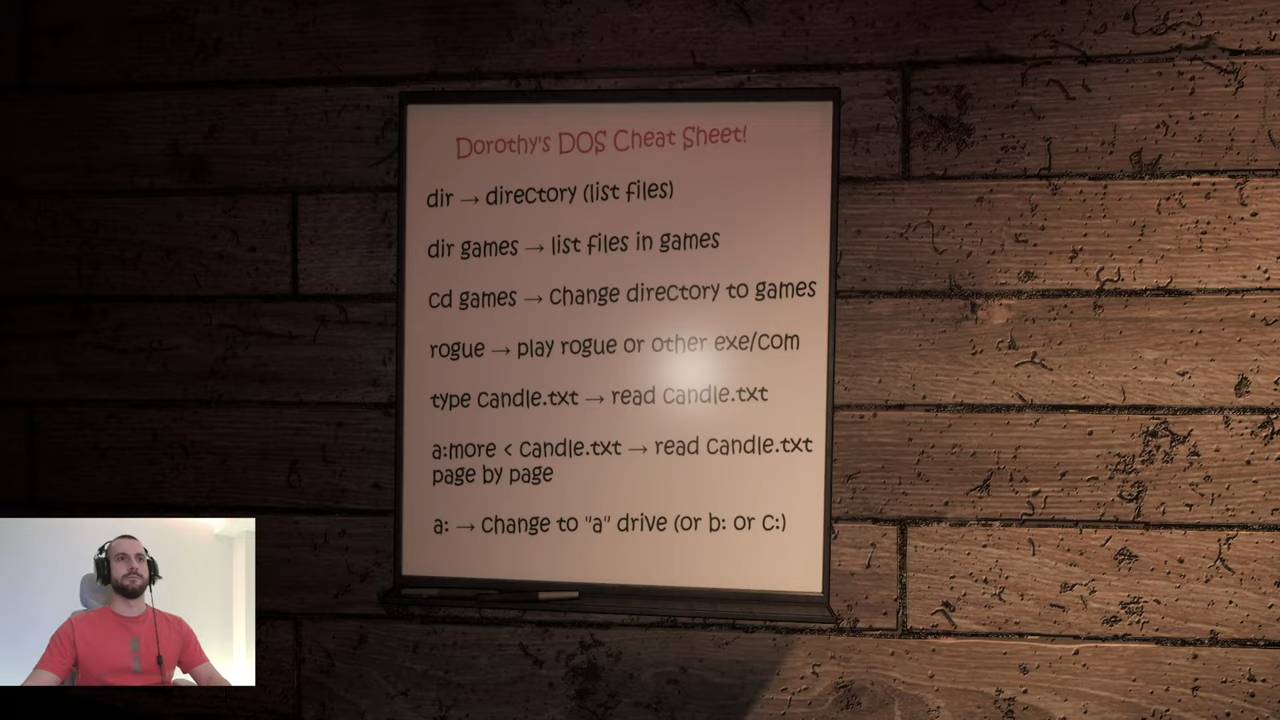 Dorothy's DOS Cheat Sheet!
dir → directory (list files)
dir games → list files in games
cd games → change directory to games
rogue → play rogue or other exe/com
type candle.txt → read candle.txt
a:more < candle.txt → read candle.txt
page by page
a: → change to "a" drive (or b: or c:)